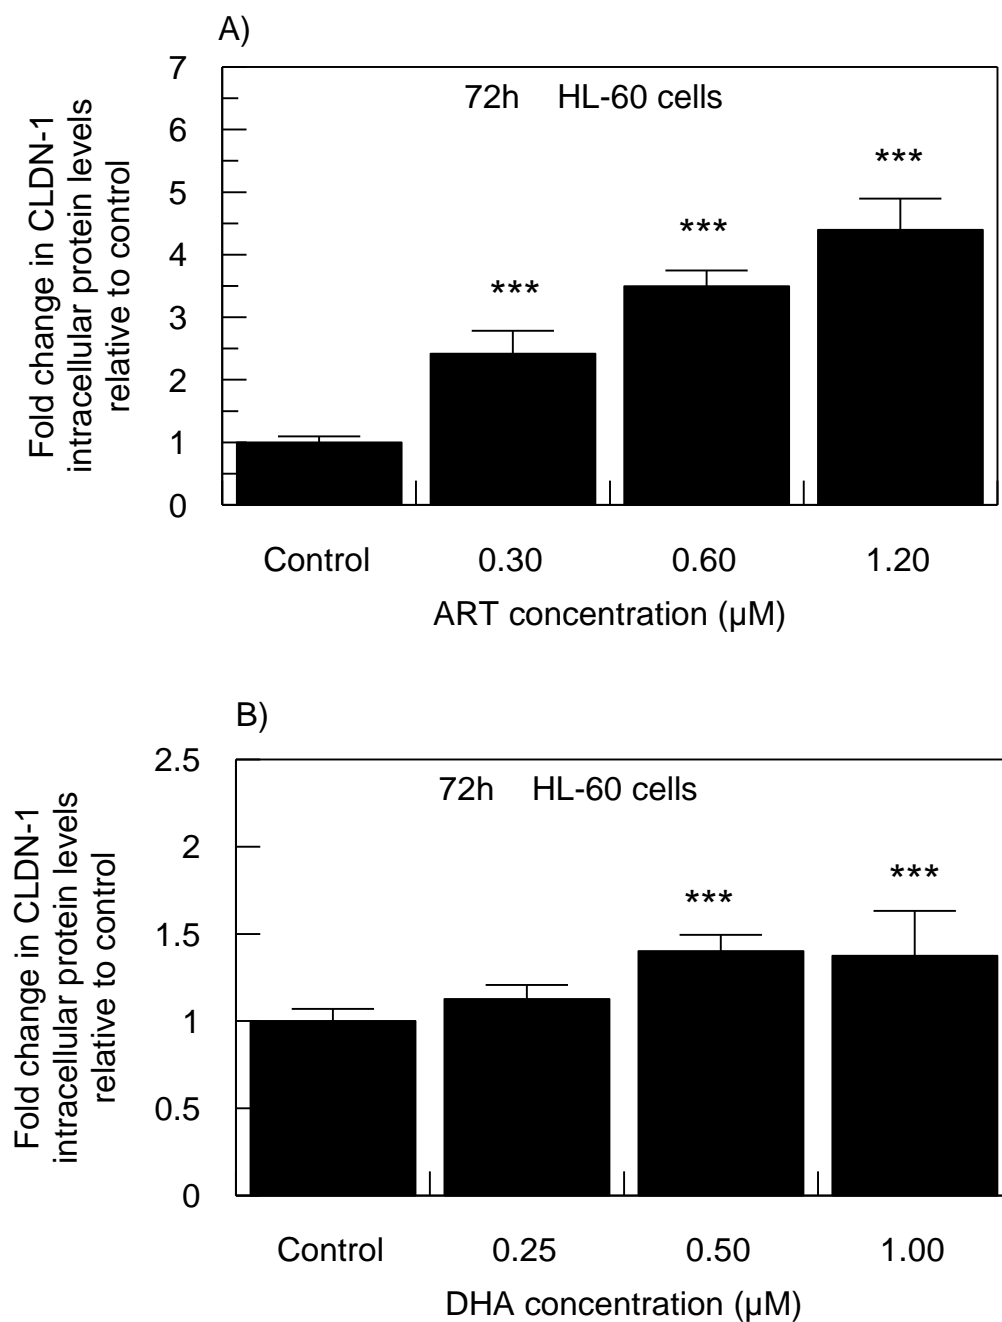 A)
7
6
5
4
3
2
1
0
Fold change in CLDN-1
intracellular protein levels
relative to control
72h HL-60 cells
***
***
***
Control 0.30 0.60 1.20
ART concentration (µM)
B)
2.5
2
1.5
1
0.5
0
Fold change in CLDN-1
intracellular protein levels
relative to control
72h HL-60 cells
***
***
Control 0.25 0.50 1.00
DHA concentration (µM)